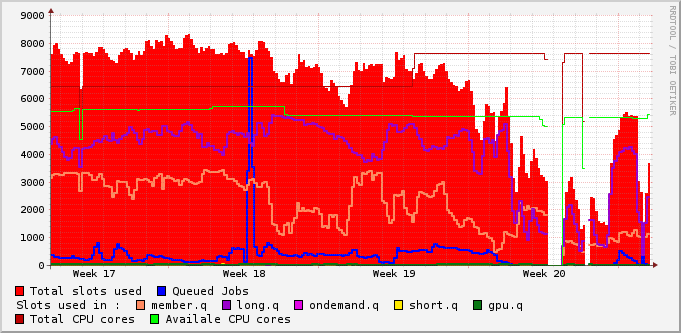 9000
8000
7000
6000
5000
4000
3000
2000
1000
0
Week 17 Week 18 Week 19 Week 20
RRDTOOL / TOBI OETIKER
Total slots used Queued Jobs
Slots used in : member.q long.q ondemand.q short.q gpu.q
Total CPU cores Availale CPU cores